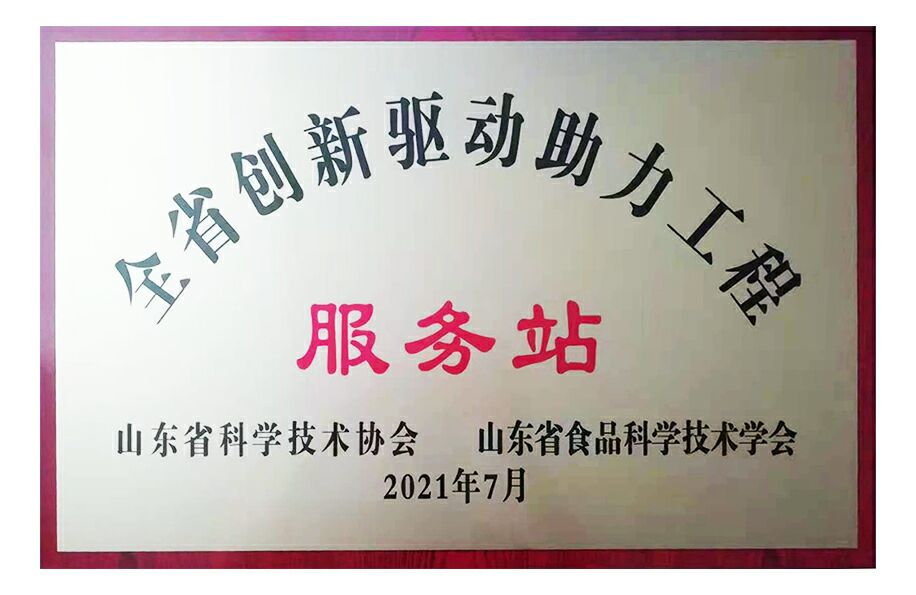 全省创新驱动助力工程
服务站
山东省科学技术协会 山东省食品科学技术学会
2021年7月